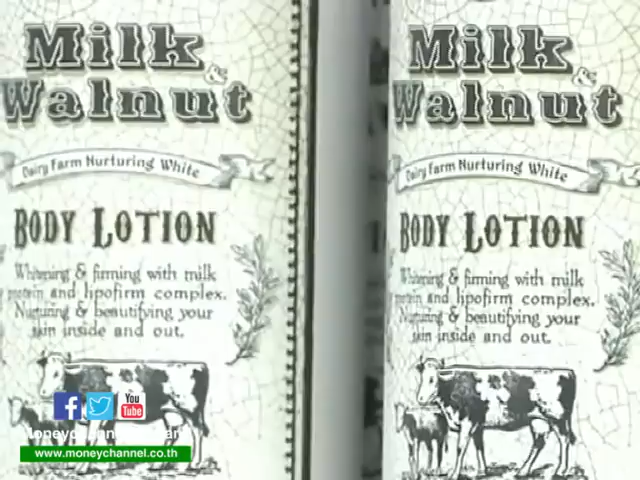 Milk
&
Walnut
Dairy Farm Nurturing White
BODY LOTION
Whitening & firming with milk
protein and lipofirm complex.
Nurturing & beautifying your
skin inside and out.
Milk
&
Walnut
Dairy Farm Nurturing White
BODY LOTION
Whitening & firming with milk
protein and lipofirm complex.
Nurturing & beautifying your
skin inside and out.
You
Tube
www.moneychannel.co.th